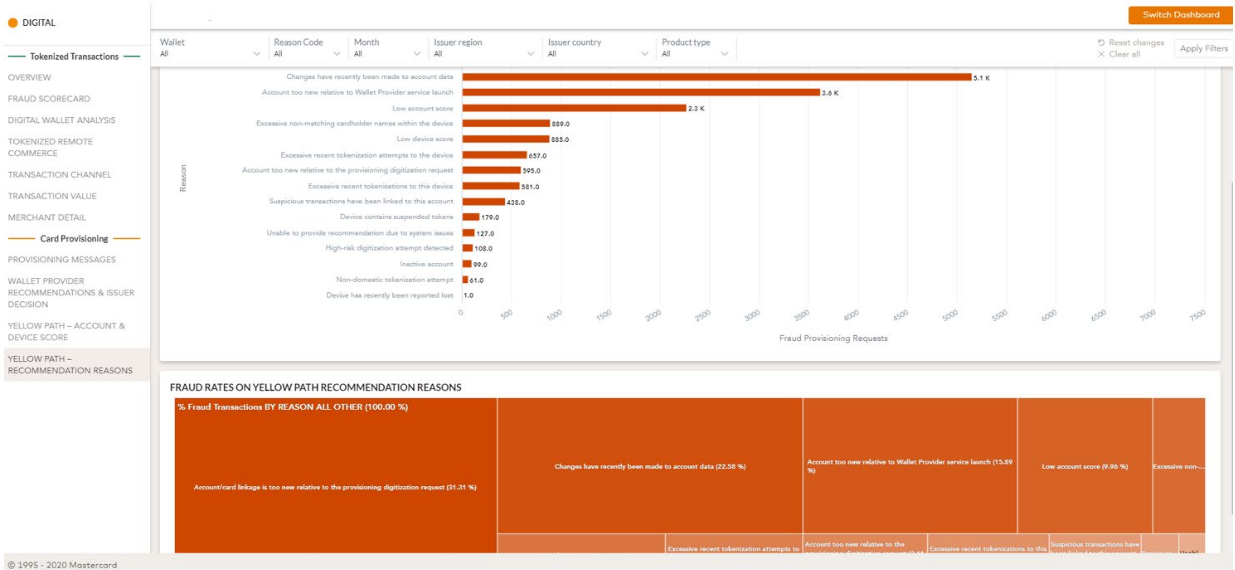 DIGITAL
Switch Dashboard
Tokenized Transactions
OVERVIEW
FRAUD SCORECARD
DIGITAL WALLET ANALYSIS
TOKENIZED REMOTE
COMMERCE
TRANSACTION CHANNEL
TRANSACTION VALUE
MERCHANT DETAIL
Card Provisioning
PROVISIONING MESSAGES
WALLET PROVIDER
RECOMMENDATIONS & ISSUER
DECISION
YELLOW PATH – ACCOUNT &
DEVICE SCORE
YELLOW PATH –
RECOMMENDATION REASONS
Wallet Reason Code Month Issuer region Issuer country Product type
All All All All All All
Reset changes
Clear all
Apply Filters
Changes have recently been made to account data 5.1 K
Account too new relative to Wallet Provider service launch 3.6 K
Low account score 2.3 K
Excessive non-matching cardholder names within the device 889.0
Low device score 885.0
Excessive recent tokenization attempts to the device 657.0
Account too new relative to the provisioning digitization request 595.0
Excessive recent tokenizations to this device 581.0
Suspicious transactions have been linked to this account 438.0
Device contains suspended tokens 179.0
Unable to provide recommendation due to system issues 127.0
High-risk digitization attempt detected 108.0
Inactive account 99.0
Non-domestic tokenization attempt 61.0
Device has recently been reported lost 1.0
Reason
0 500 1000 1500 2000 2500 3000 3500 4000 4500 5000 5500 6000 6500 7000 7500
Fraud Provisioning Requests
FRAUD RATES ON YELLOW PATH RECOMMENDATION REASONS
% Fraud Transactions BY REASON ALL OTHER (100.00 %)
Account/card linkage is too new relative to the provisioning digitization request (31.31 %)
Changes have recently been made to account data (22.58 %)
Account too new relative to Wallet Provider service launch (15.89
%)
Low account score (9.96 %)
Excessive non-...
Excessive recent tokenization attempts to
Account too new relative to the
Excessive recent tokenizations to this
Suspicious transactions have
© 1995 - 2020 Mastercard